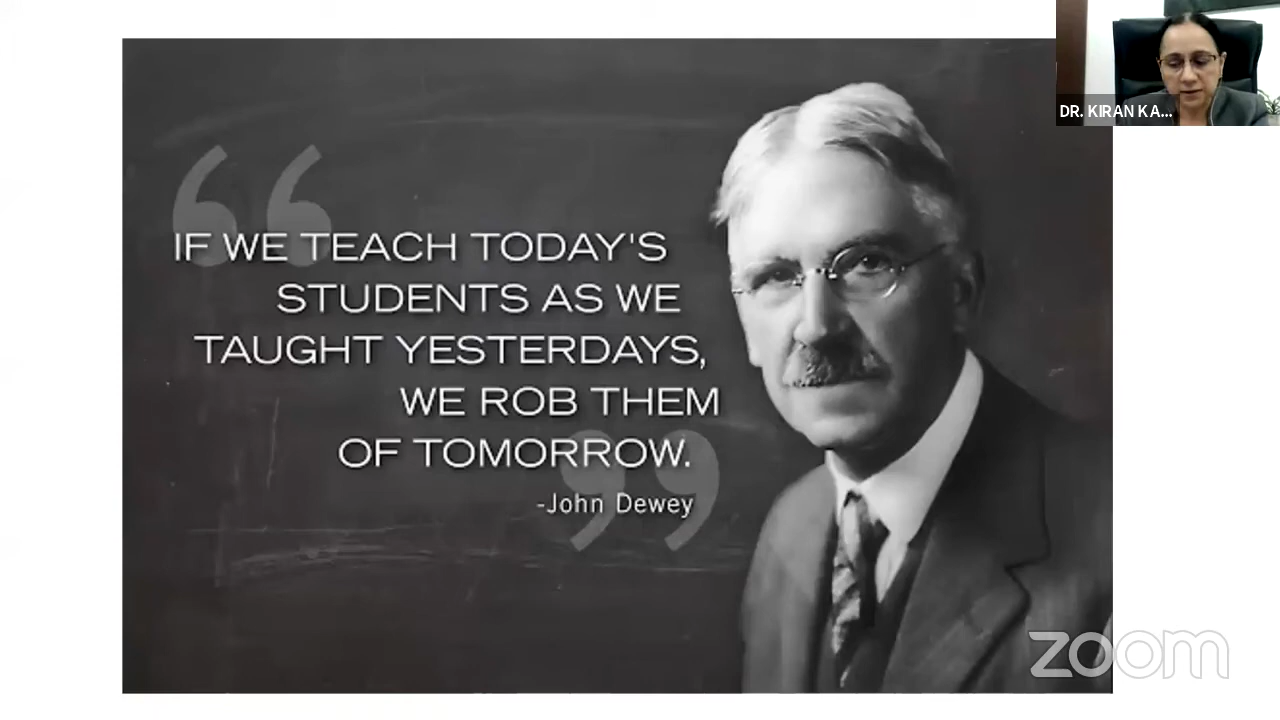 DR. KIRAN KA...
IF WE TEACH TODAY'S
STUDENTS AS WE
TAUGHT YESTERDAYS,
WE ROB THEM
OF TOMORROW.
-John Dewey
zoom